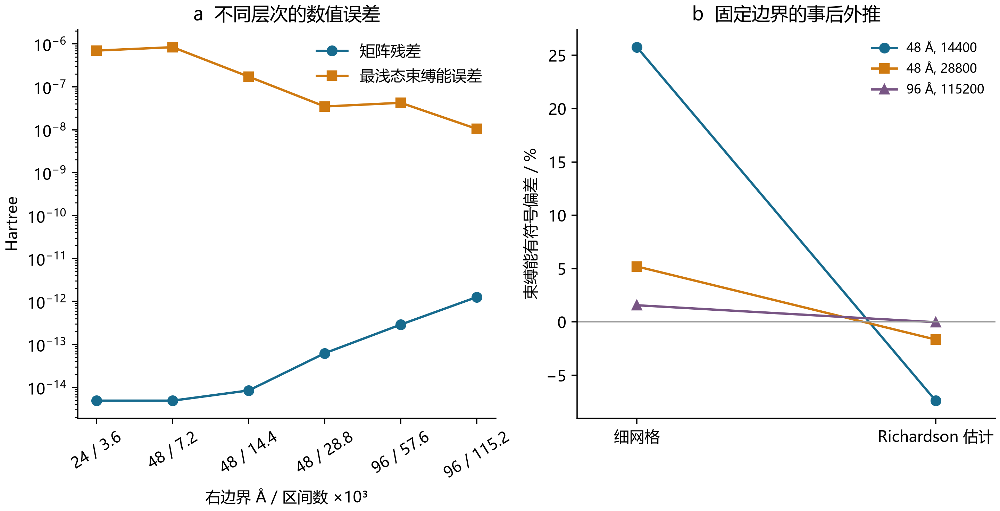 a 不同层次的数值误差
矩阵残差
最浅态束缚能误差
Hartree
10⁻⁶
10⁻⁷
10⁻⁸
10⁻⁹
10⁻¹⁰
10⁻¹¹
10⁻¹²
10⁻¹³
10⁻¹⁴
24 / 3.6
48 / 7.2
48 / 14.4
48 / 28.8
96 / 57.6
96 / 115.2
右边界 Å / 区间数 ×10³
b 固定边界的事后外推
48 Å, 14400
48 Å, 28800
96 Å, 115200
束缚能有符号偏差 / %
25
20
15
10
5
0
−5
细网格
Richardson 估计